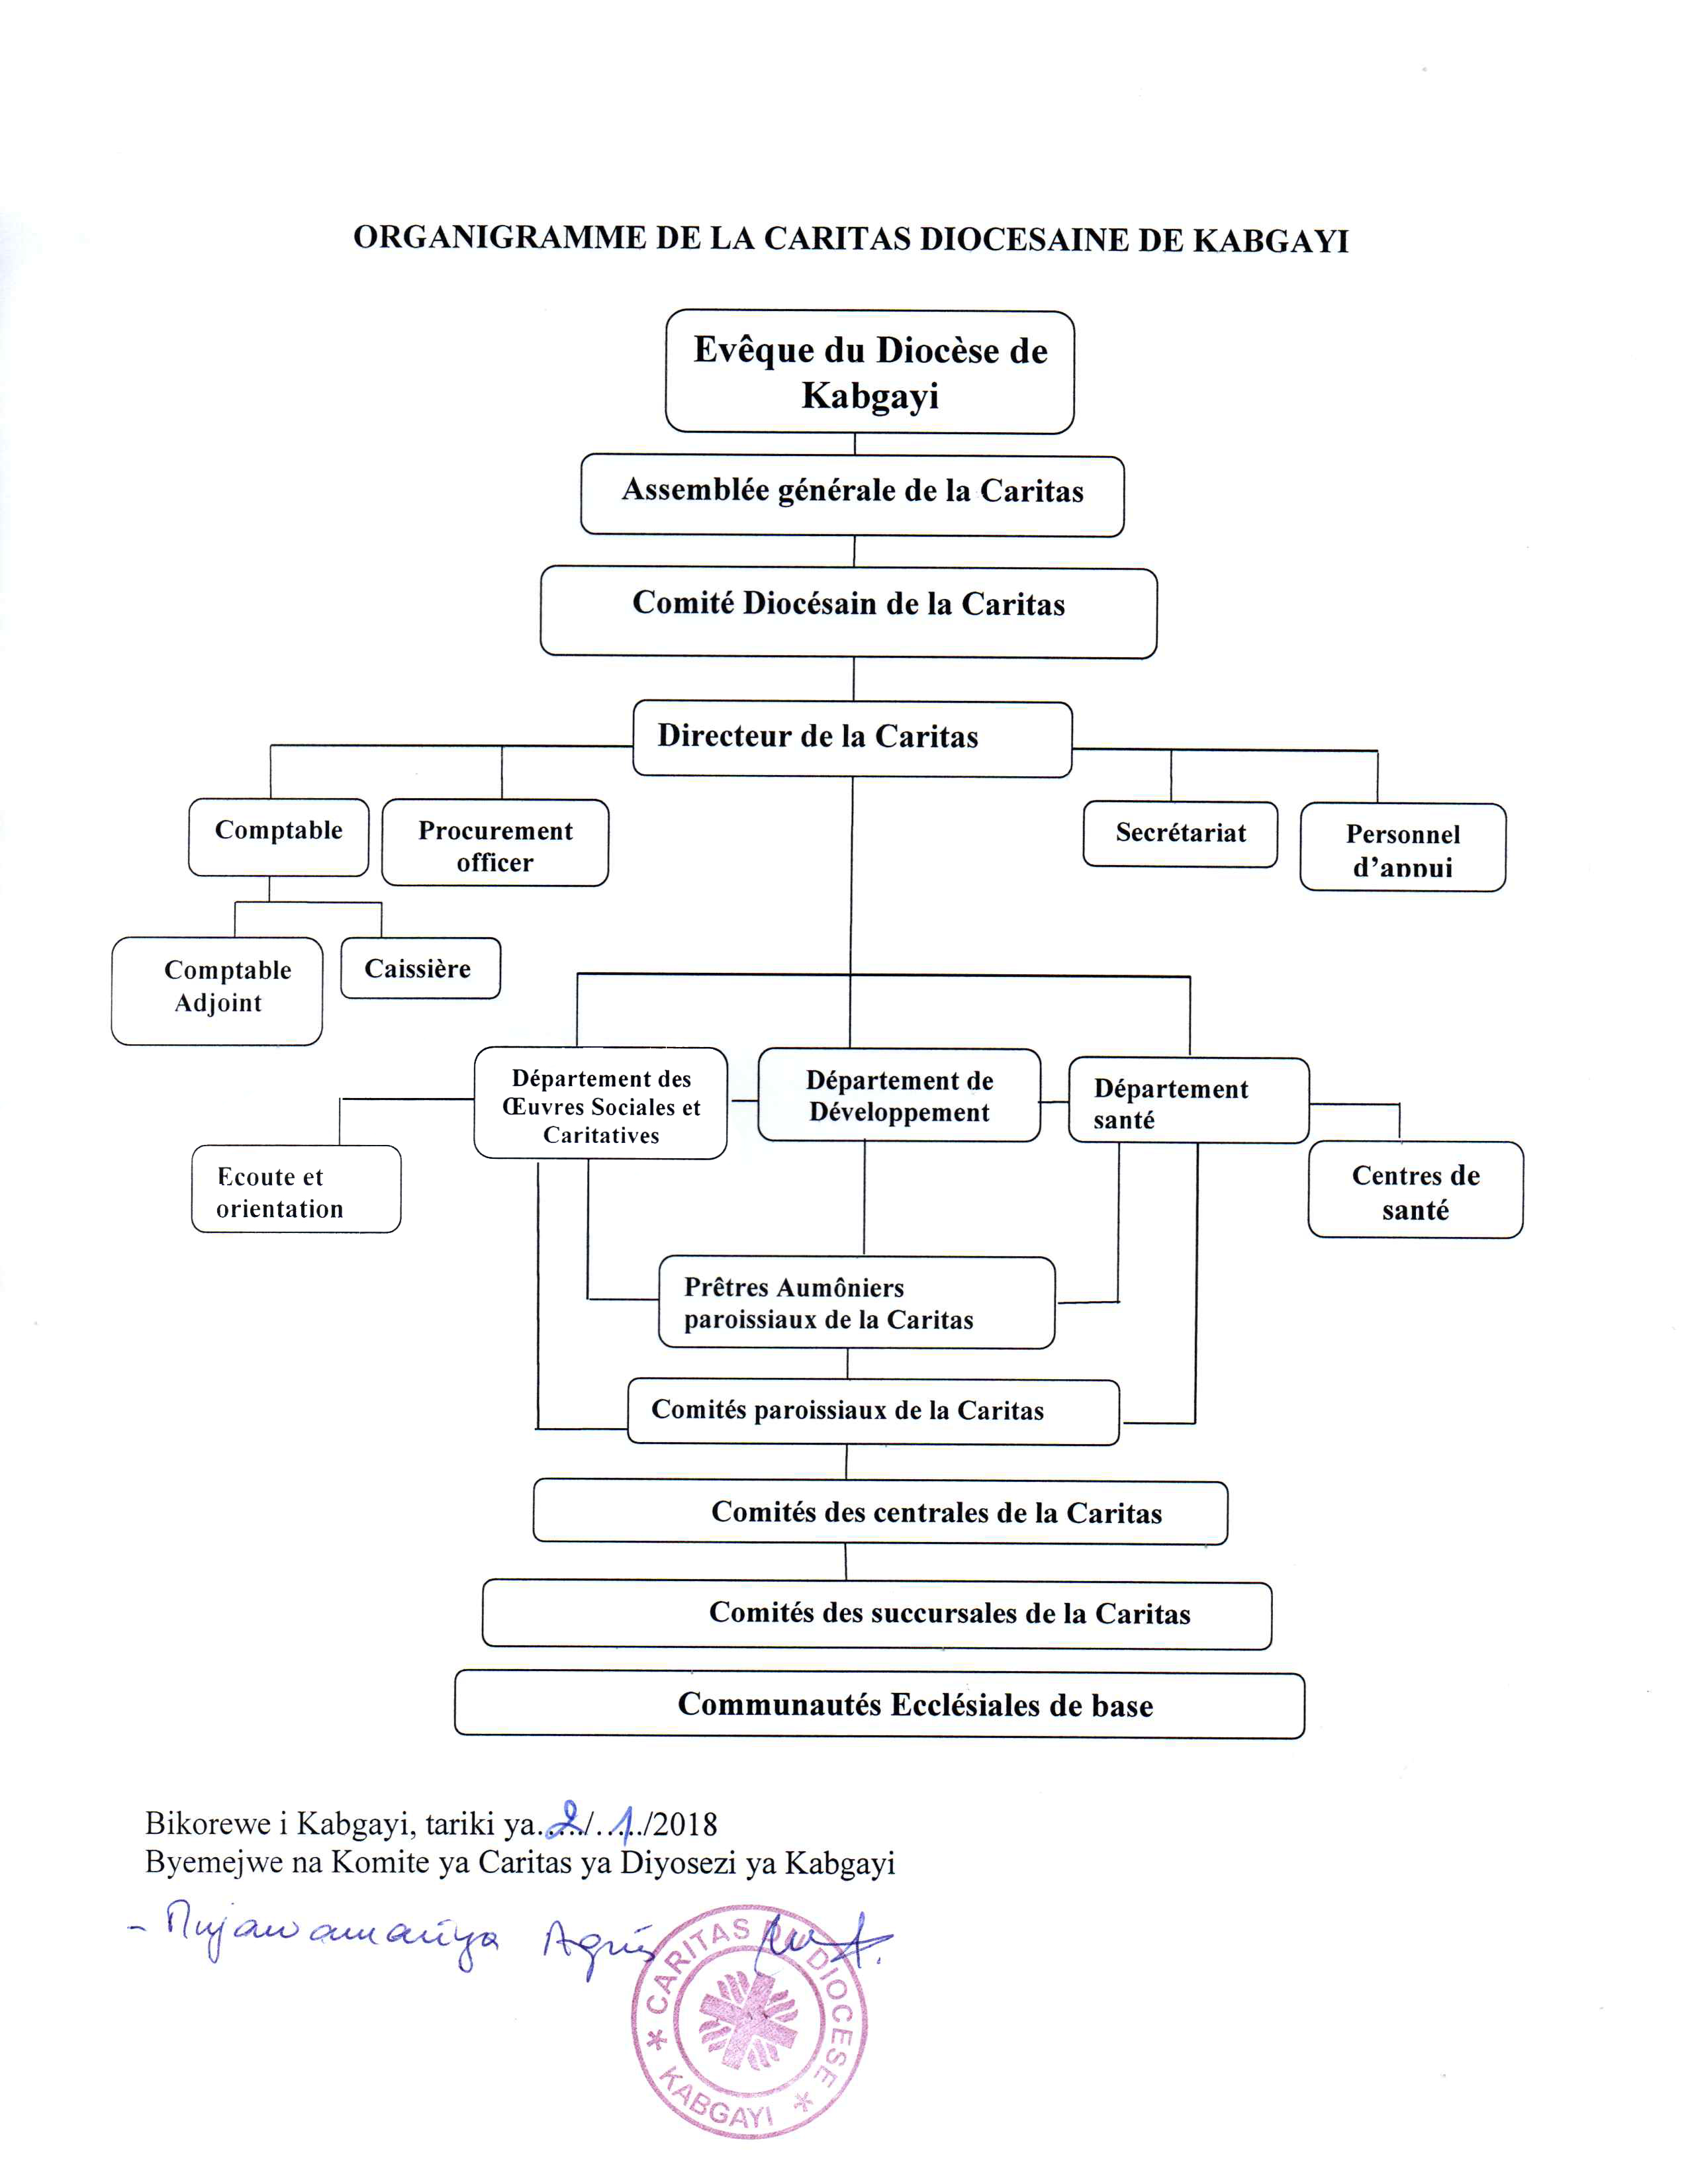 ORGANIGRAMME DE LA CARITAS DIOCESAINE DE KABGAYI
Evêque du Diocèse de
Kabgayi
Assemblée générale de la Caritas
Comité Diocésain de la Caritas
Directeur de la Caritas
Comptable
Procurement
officer
Secrétariat
Personnel
d'appui
Comptable
Adjoint
Caissière
Département des
Œuvres Sociales et
Caritatives
Département de
Développement
Département
santé
Ecoute et
orientation
Centres de
santé
Prêtres Aumôniers
paroissiaux de la Caritas
Comités paroissiaux de la Caritas
Comités des centrales de la Caritas
Comités des succursales de la Caritas
Communautés Ecclésiales de base
Bikorewe i Kabgayi, tariki ya..2../..1../2018
Byemejwe na Komite ya Caritas ya Diyosezi ya Kabgayi
- Mujawamariya Agnès
CARITAS DU DIOCESE
KABGAYI